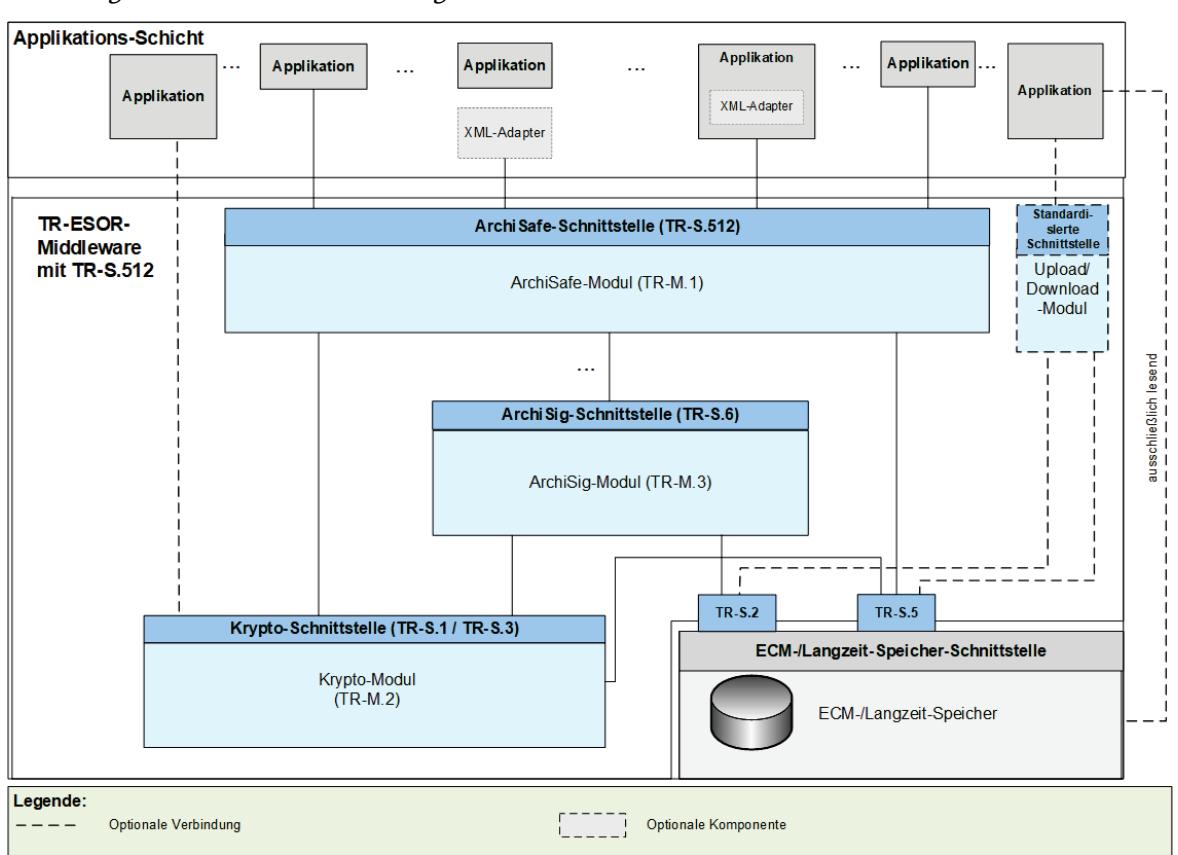 Applikations-Schicht
Applikation
...
Applikation
...
Applikation
XML-Adapter
...
Applikation
XML-Adapter
...
Applikation
...
Applikation
TR-ESOR-
Middleware
mit TR-S.512
ArchiSafe-Schnittstelle (TR-S.512)
ArchiSafe-Modul (TR-M.1)
Standardi-
sierte
Schnittstelle
Upload/
Download
-Modul
ausschließlich lesend
...
ArchiSig-Schnittstelle (TR-S.6)
ArchiSig-Modul (TR-M.3)
TR-S.2
TR-S.5
Krypto-Schnittstelle (TR-S.1 / TR-S.3)
Krypto-Modul
(TR-M.2)
ECM-/Langzeit-Speicher-Schnittstelle
ECM-/Langzeit-Speicher
Legende:
Optionale Verbindung
Optionale Komponente